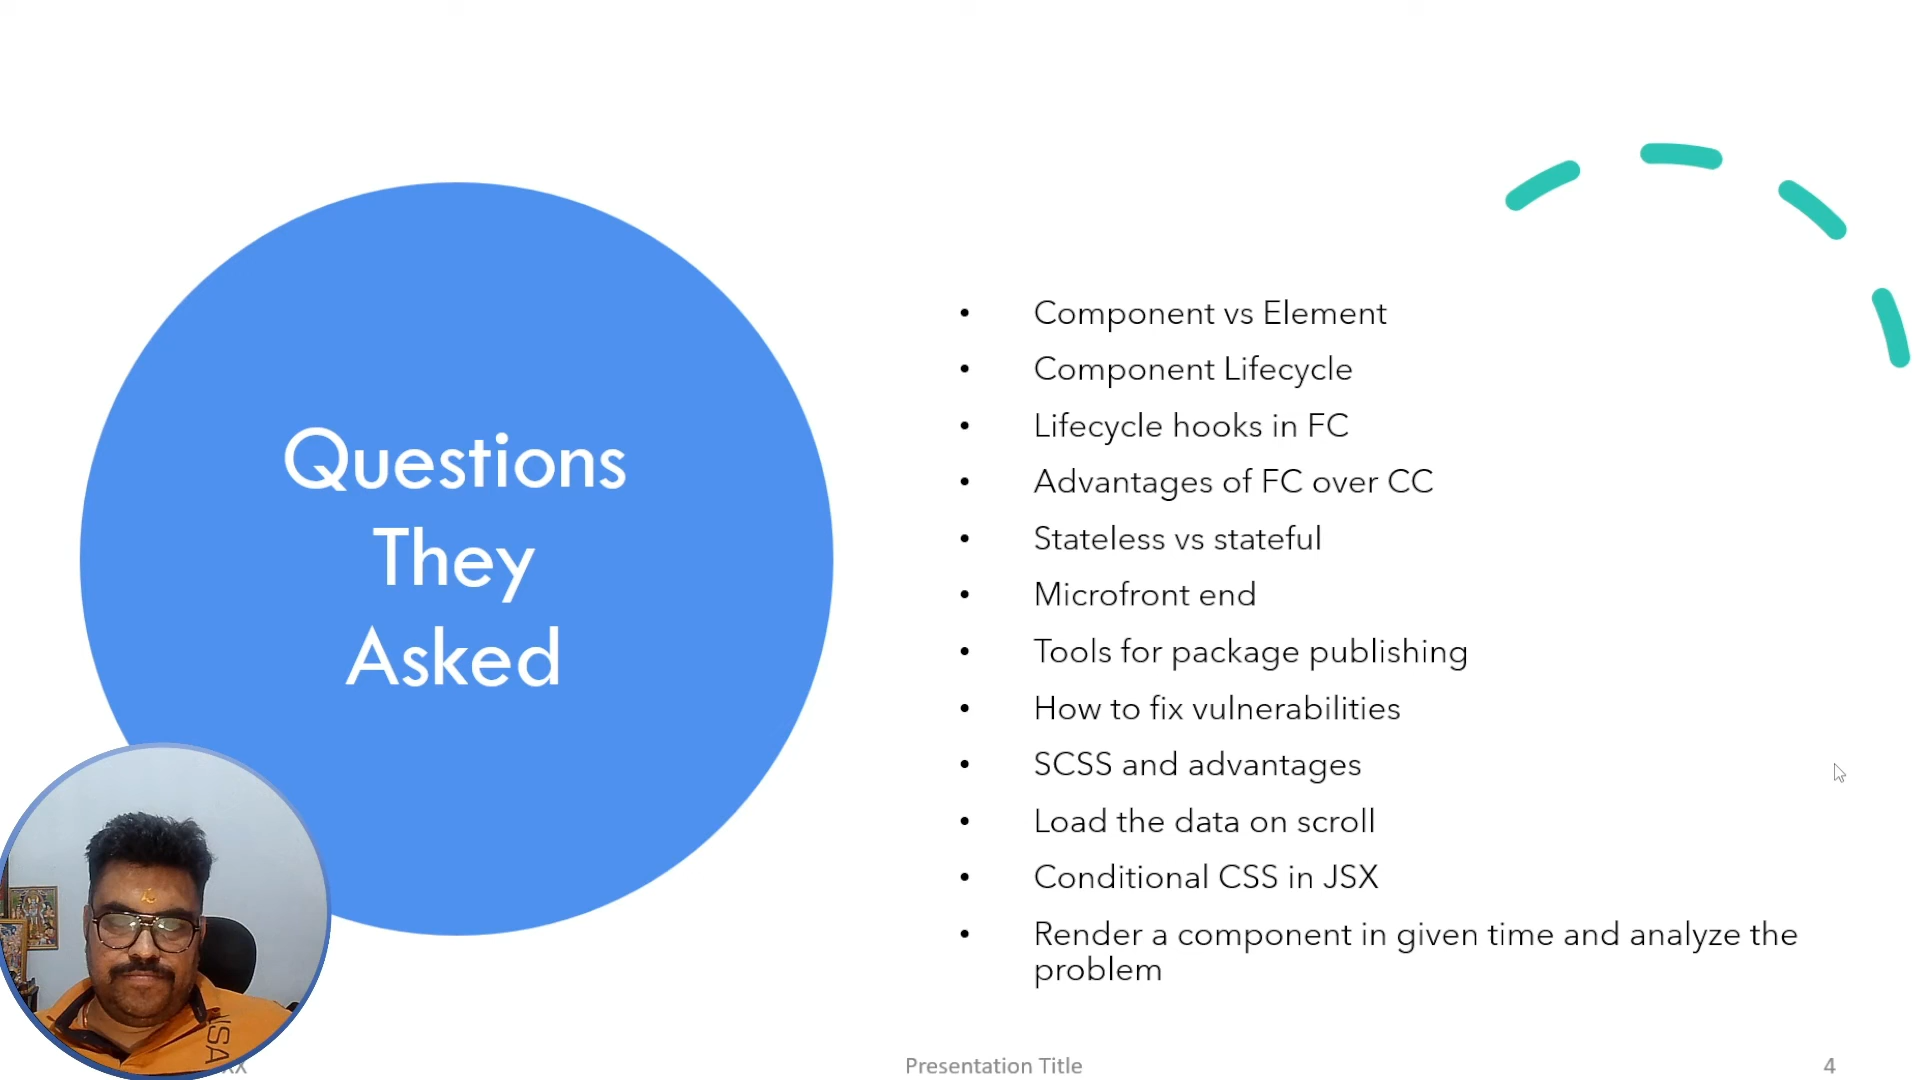 Questions
They
Asked
• Component vs Element
• Component Lifecycle
• Lifecycle hooks in FC
• Advantages of FC over CC
• Stateless vs stateful
• Microfront end
• Tools for package publishing
• How to fix vulnerabilities
• SCSS and advantages
• Load the data on scroll
• Conditional CSS in JSX
• Render a component in given time and analyze the
problem
Presentation Title
4